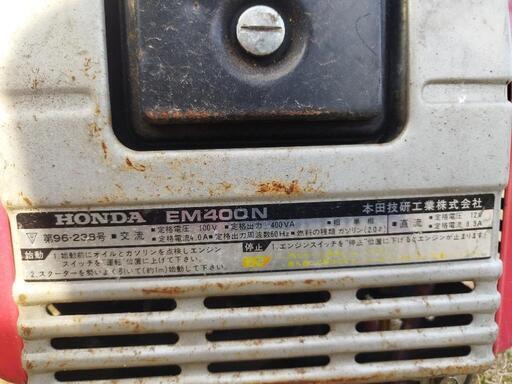 HONDA EM400N 本田技研工業株式会社
第96-238号 ■交流 ・定格電圧 100V ・定格出力 400VA ・相 単相 ■直流 ・定格電圧 12V
・定格電流 4.0A ・定格出力周波数 60Hz ・燃料の種類 ガソリン(2.0ℓ) ・定格電流 8.3A
始動 1. 始動前にオイルとガソリンを点検しエンジンスイッチを"運転"位置に上げて下さい。
2. スターターを勢いよく引いて(約1m)始動して下さい
停止 1. エンジンスイッチを"停止"位置に下げるとエンジンが止まります。